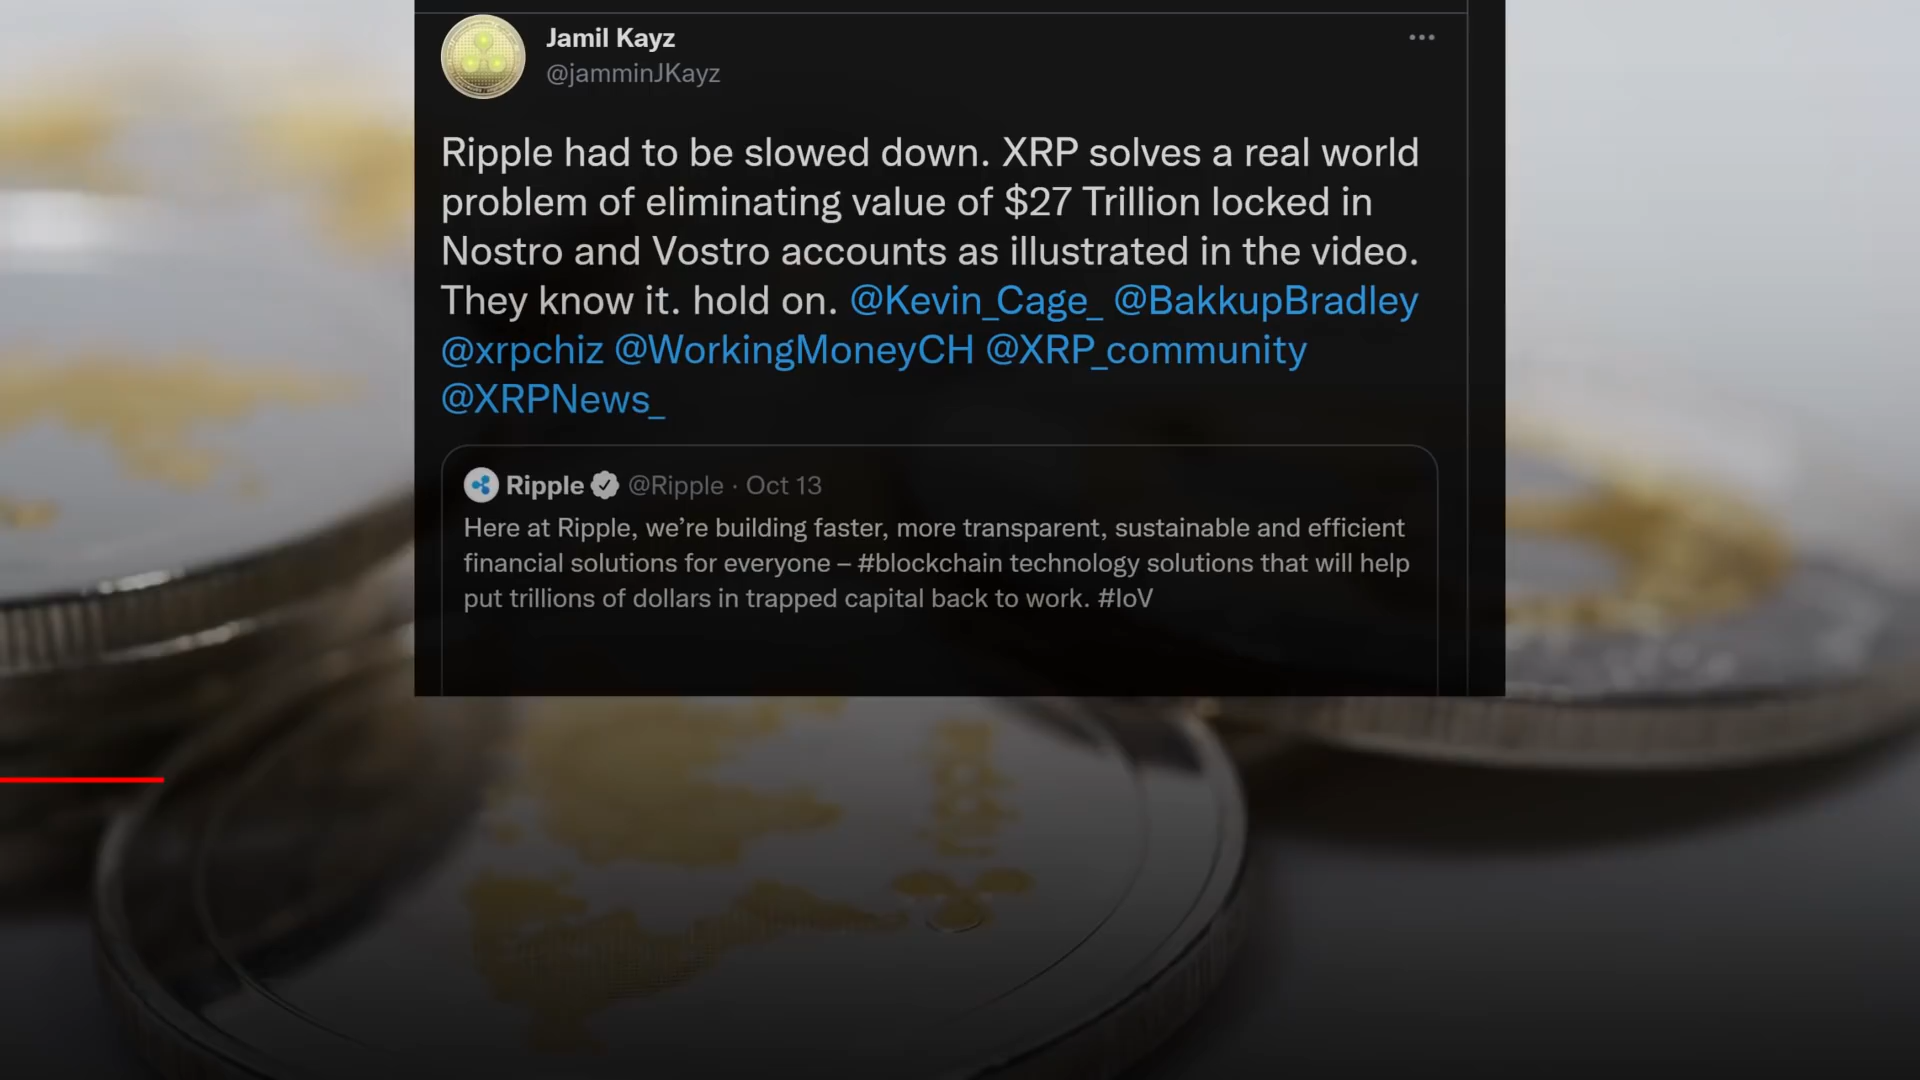 Jamil Kayz
@jamminJKayz
Ripple had to be slowed down. XRP solves a real world
problem of eliminating value of $27 Trillion locked in
Nostro and Vostro accounts as illustrated in the video.
They know it. hold on. @Kevin_Cage_ @BakkupBradley
@xrpchiz @WorkingMoneyCH @XRP_community
@XRPNews_
Ripple @Ripple · Oct 13
Here at Ripple, we’re building faster, more transparent, sustainable and efficient
financial solutions for everyone – #blockchain technology solutions that will help
put trillions of dollars in trapped capital back to work. #IoV